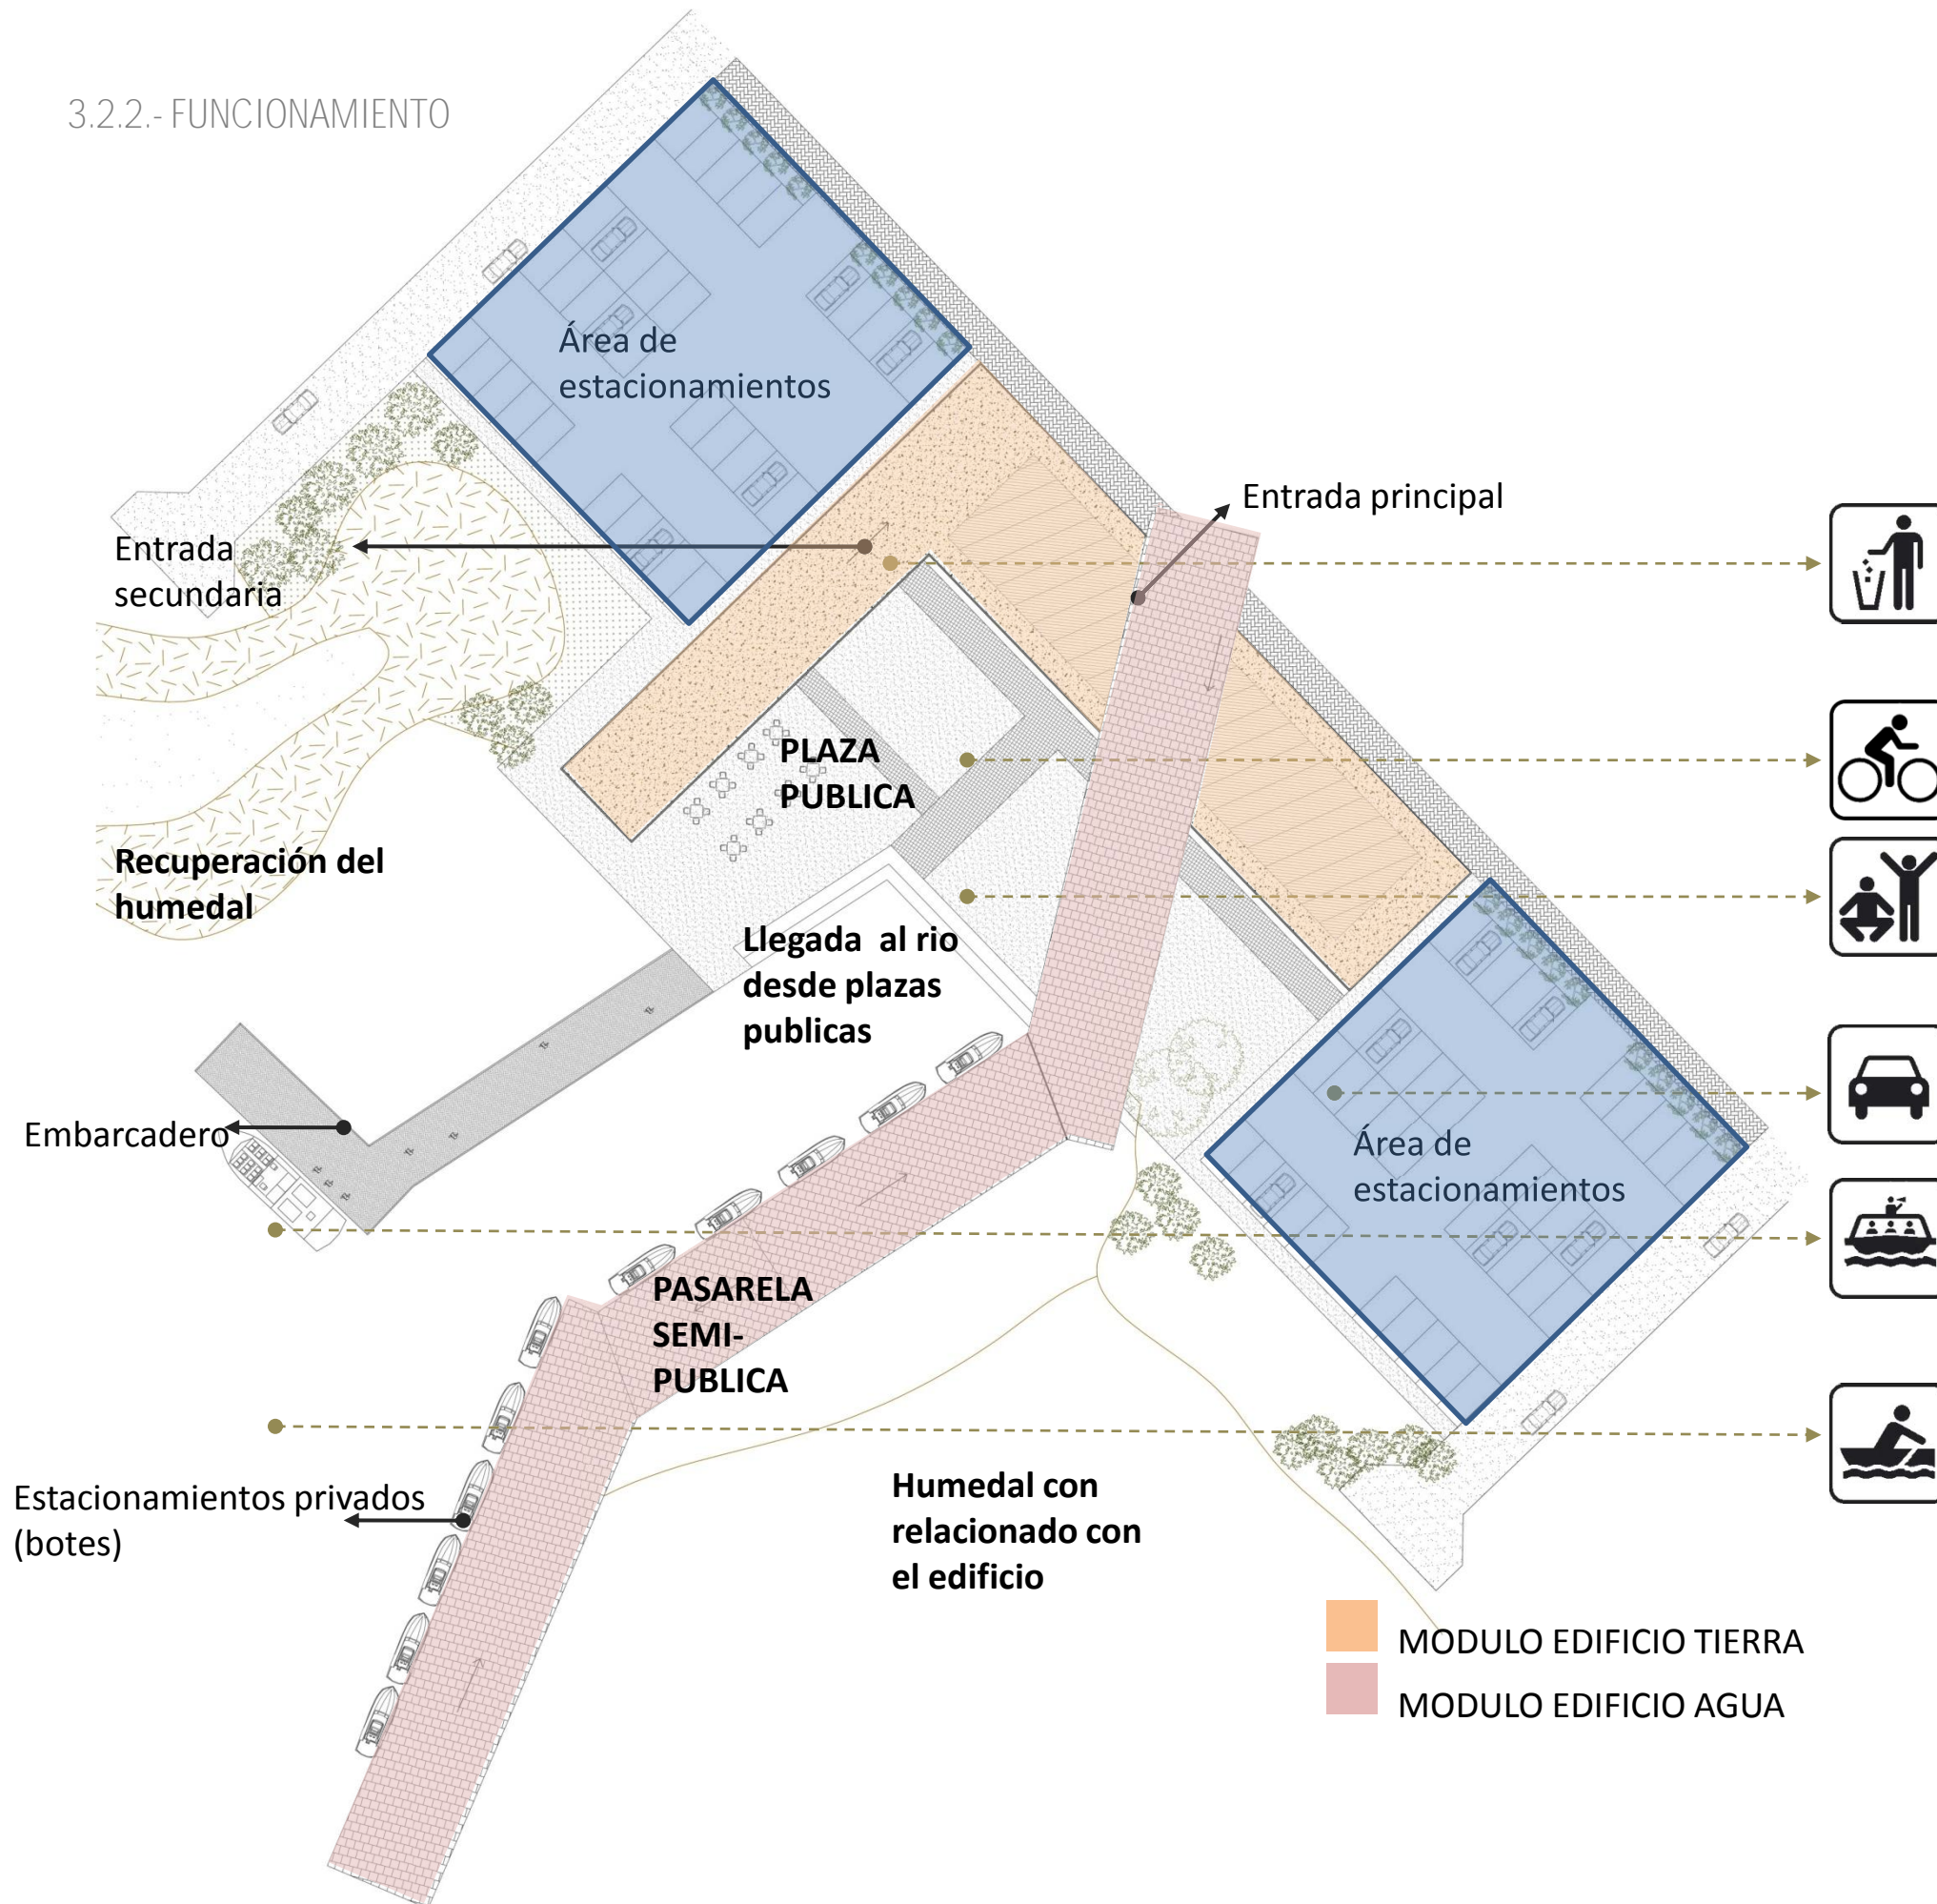 3.2.2.- FUNCIONAMIENTO
Área de
estacionamientos
Entrada principal
Entrada
secundaria
PLAZA
PUBLICA
Recuperación del
humedal
Llegada  al rio
desde plazas
publicas
Embarcadero
Área de
estacionamientos
PASARELA
SEMI-
PUBLICA
Estacionamientos privados
(botes)
Humedal con
relacionado con
el edificio
MODULO EDIFICIO TIERRA
MODULO EDIFICIO AGUA